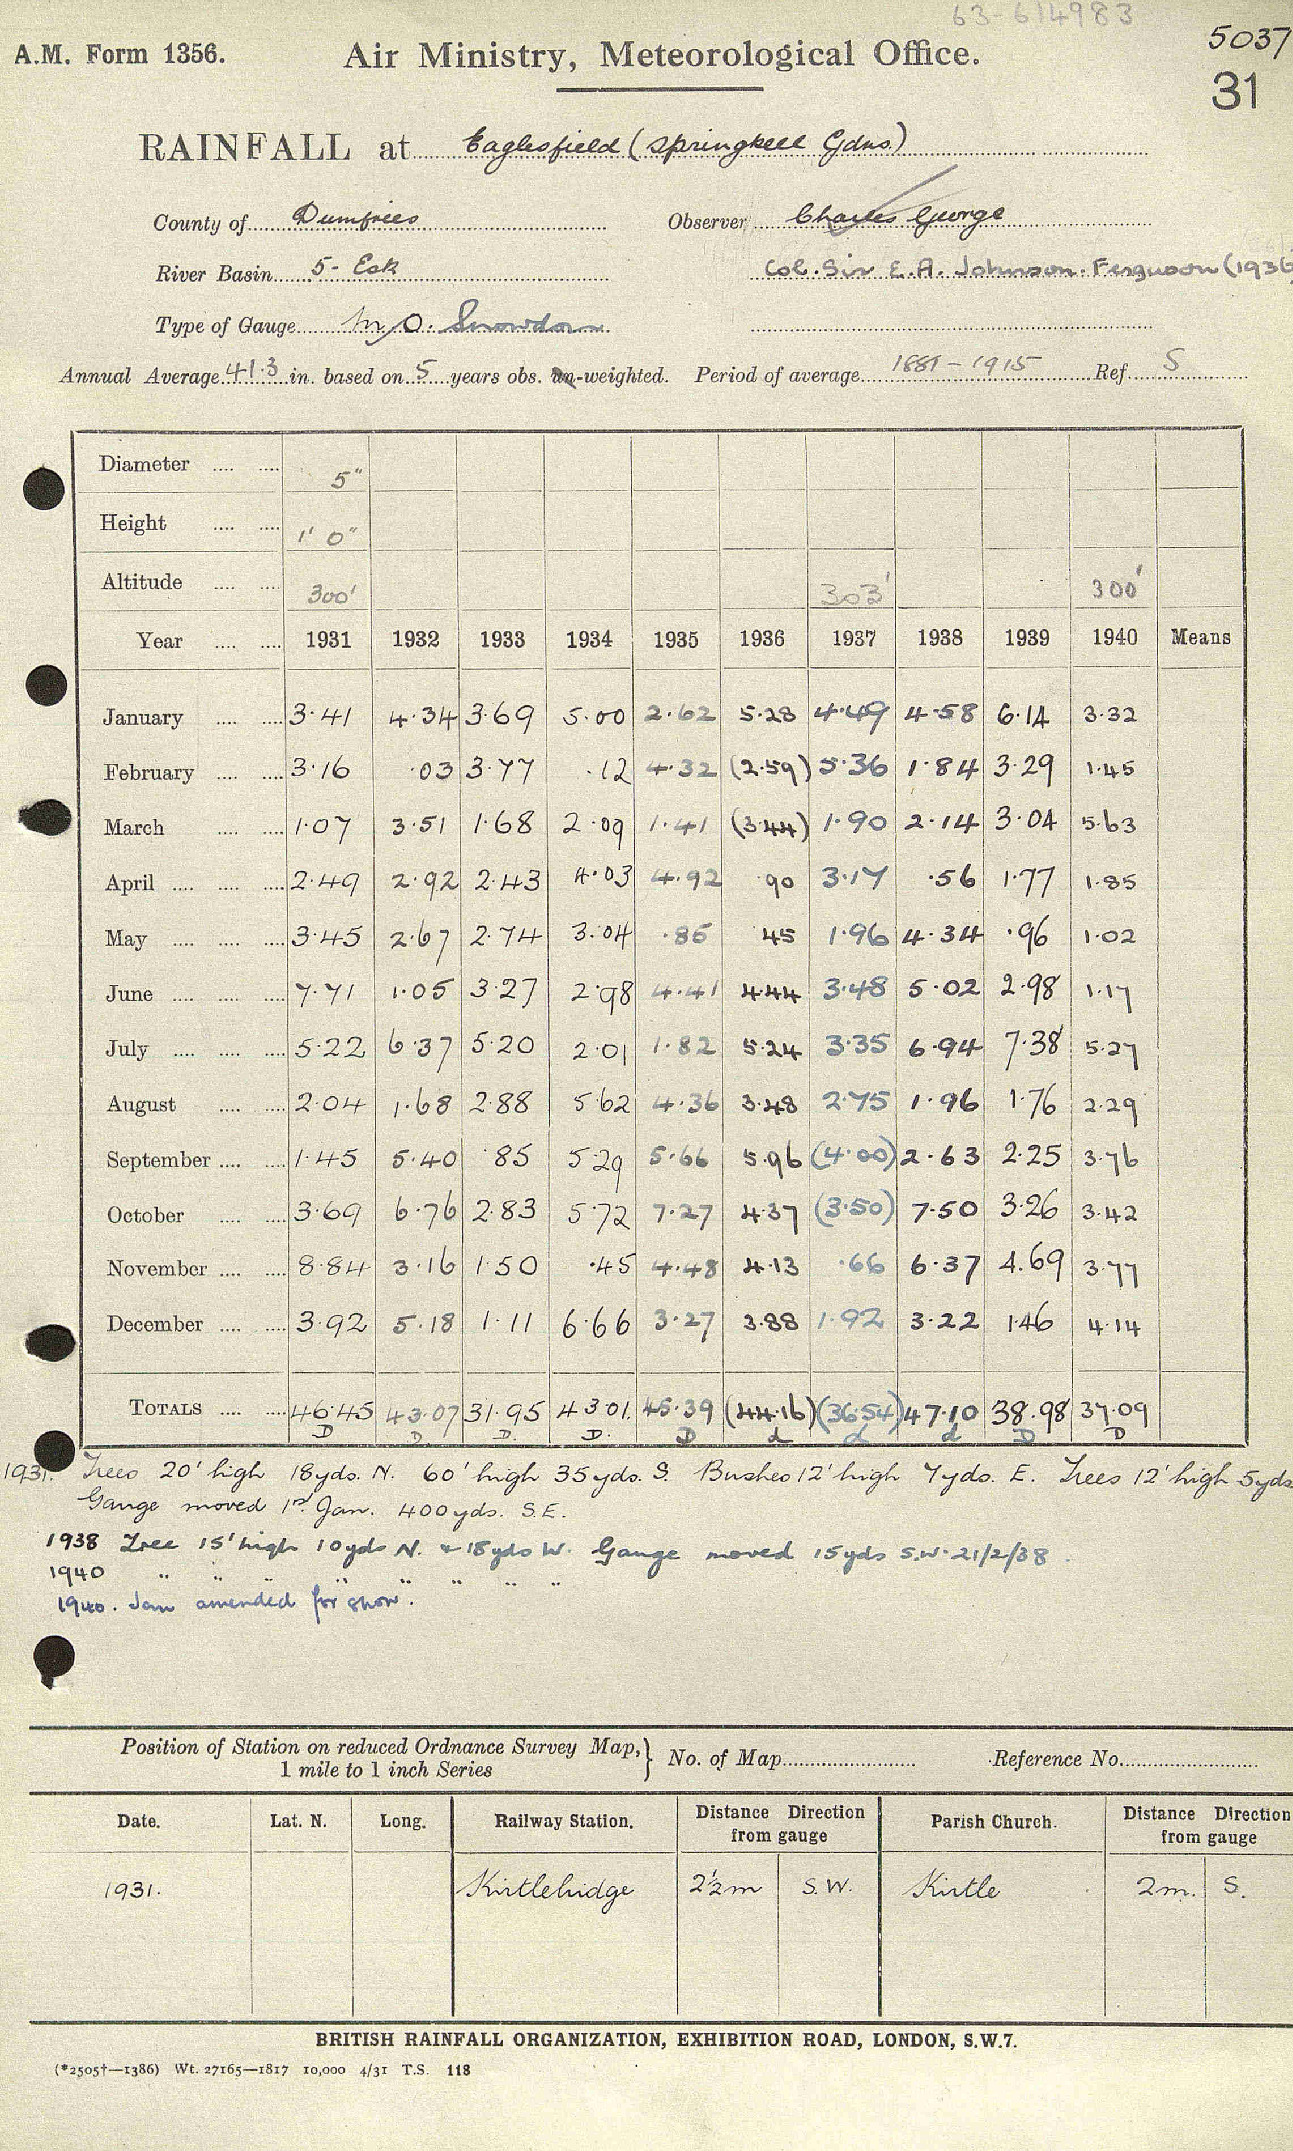 63-614983
5037
A.M. Form 1356. Air Ministry, Meteorological Office.
31
RAINFALL at Eaglesfield (Springkell Gdns)
County of Dumfries Observer Charles George
River Basin 5- Esk Col. Sir E.A. Johnson-Ferguson (1936)
Type of Gauge M.O. Snowdon
Annual Average 41.3 in. based on 5 years obs. un-weighted. Period of average 1881-1915 Ref. S
Diameter 5"
Height 1' 0"
Altitude 300' 303' 300'
Year 1931 1932 1933 1934 1935 1936 1937 1938 1939 1940 Means
January 3.41 4.34 3.69 5.00 2.62 5.28 4.49 4.58 6.14 3.32
February 3.16 .03 3.77 .12 4.32 (2.59) 5.36 1.84 3.29 1.45
March 1.07 3.51 1.68 2.09 1.41 (3.44) 1.90 2.14 3.04 5.63
April 2.49 2.92 2.43 4.03 4.92 90 3.17 .56 1.77 1.85
May 3.45 2.67 2.74 3.04 .85 45 1.96 4.34 .96 1.02
June 7.71 1.05 3.27 2.98 4.41 4.44 3.48 5.02 2.98 1.17
July 5.22 6.37 5.20 2.01 1.82 5.24 3.35 6.94 7.38 5.27
August 2.04 1.68 2.88 5.62 4.36 3.48 2.75 1.96 1.76 2.29
September 1.45 5.40 .85 5.29 5.66 5.96 (4.00) 2.63 2.25 3.76
October 3.69 6.76 2.83 5.72 7.27 4.37 (3.50) 7.50 3.26 3.42
November 8.84 3.16 1.50 .45 4.48 4.13 .66 6.37 4.69 3.77
December 3.92 5.18 1.11 6.66 3.27 3.88 1.92 3.22 1.46 4.14
TOTALS 46.45 43.07 31.95 43.01 45.39 (44.16) (36.54) 47.10 38.98 37.09
D D. D. D. D d d d D D
1931. Trees 20' high 18yds. N. 60' high 35yds. S. Bushes 12' high 7yds. E. Trees 12' high 5yds.
Gauge moved 1st Jan. 400yds. S.E.
1938 Tree 15' high 10yds N. & 18yds W. Gauge moved 15yds S.W. 21/2/38.
1940 " " " " " " " "
1940. Jan amended for "snow".
Position of Station on reduced Ordnance Survey Map, } No. of Map Reference No.
1 mile to 1 inch Series
Date. Lat. N. Long. Railway Station. Distance Direction from gauge Parish Church. Distance Direction from gauge
1931. Kirtlebridge 2½m S.W. Kirtle 2m. S.
BRITISH RAINFALL ORGANIZATION, EXHIBITION ROAD, LONDON, S.W.7.
(*2505†—1386) Wt. 27165—1817 10,000 4/31 T.S. 118